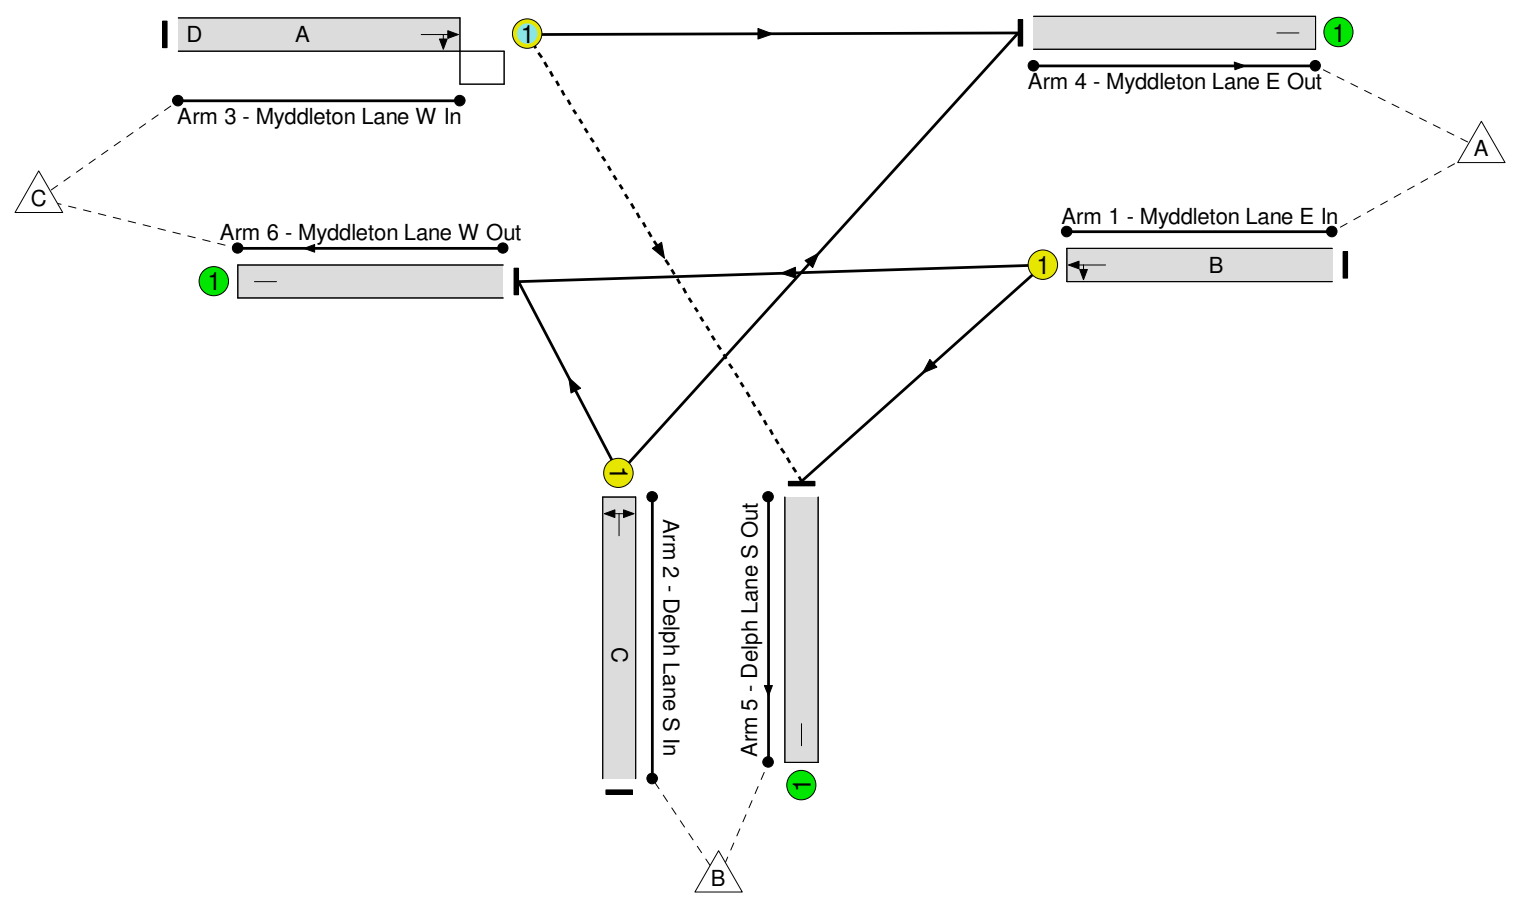 D A 1 1
Arm 4 - Myddleton Lane E Out
Arm 3 - Myddleton Lane W In
A
C
Arm 1 - Myddleton Lane E In
Arm 6 - Myddleton Lane W Out
1 1 B
1
Arm 2 - Delph Lane S In
Arm 5 - Delph Lane S Out
C
1
B